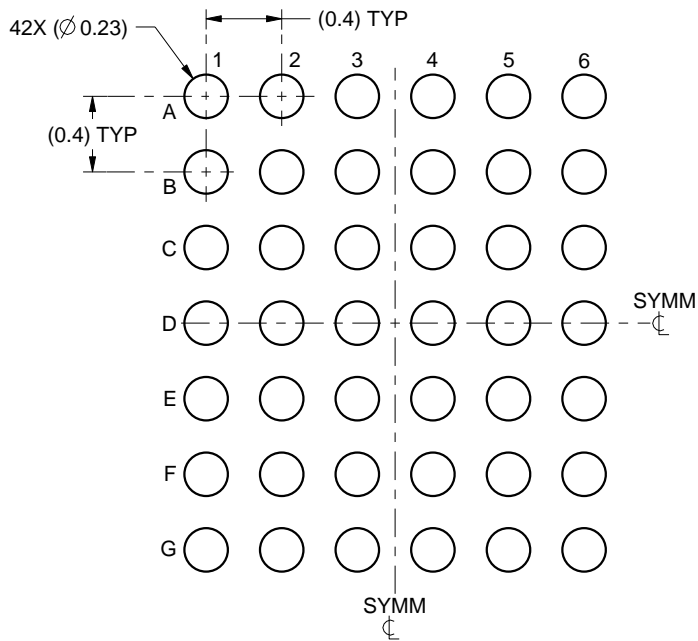 (0.4) TYP
42X (∅ 0.23)
1 2 3 4 5 6
A
(0.4) TYP
B
C
SYMM
℄
D
E
F
G
SYMM
℄